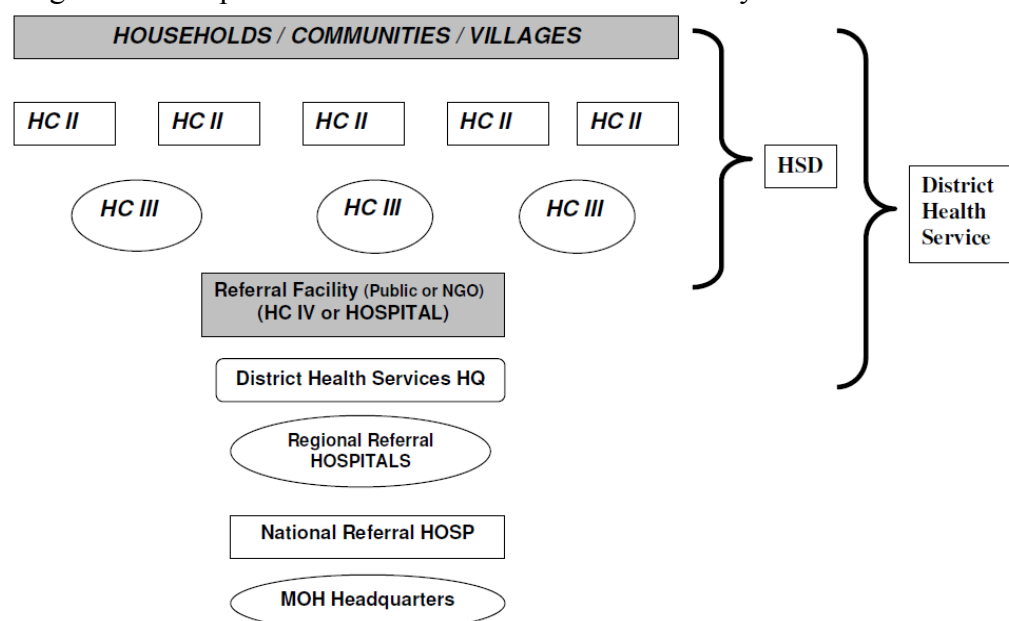 HOUSEHOLDS / COMMUNITIES / VILLAGES
HC II HC II HC II HC II HC II
HSD
HC III HC III HC III
District
Health
Service
Referral Facility (Public or NGO)
(HC IV or HOSPITAL)
District Health Services HQ
Regional Referral
HOSPITALS
National Referral HOSP
MOH Headquarters